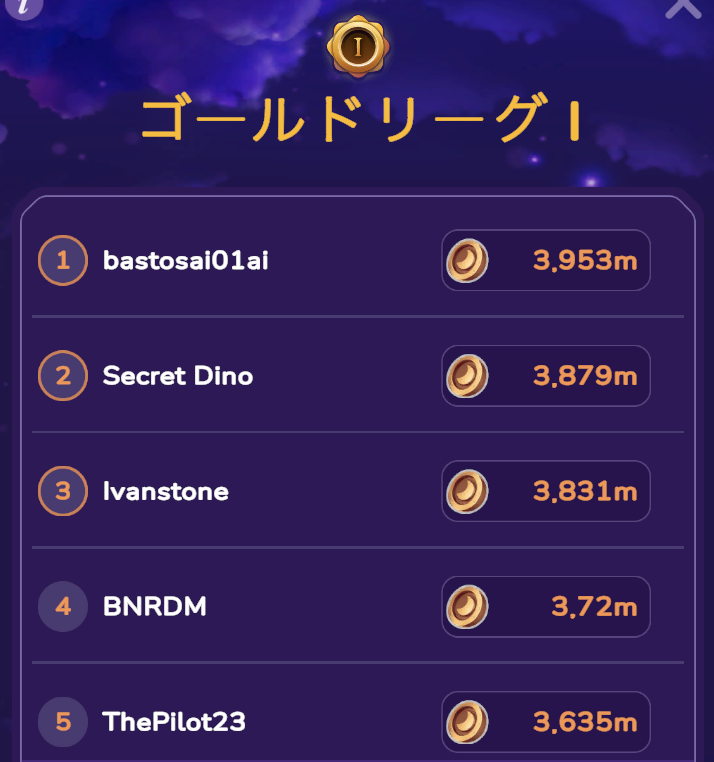 i
I
ゴールドリーグ I
1 bastosai01ai 3,953m
2 Secret Dino 3,879m
3 Ivanstone 3,831m
4 BNRDM 3,72m
5 ThePilot23 3,635m